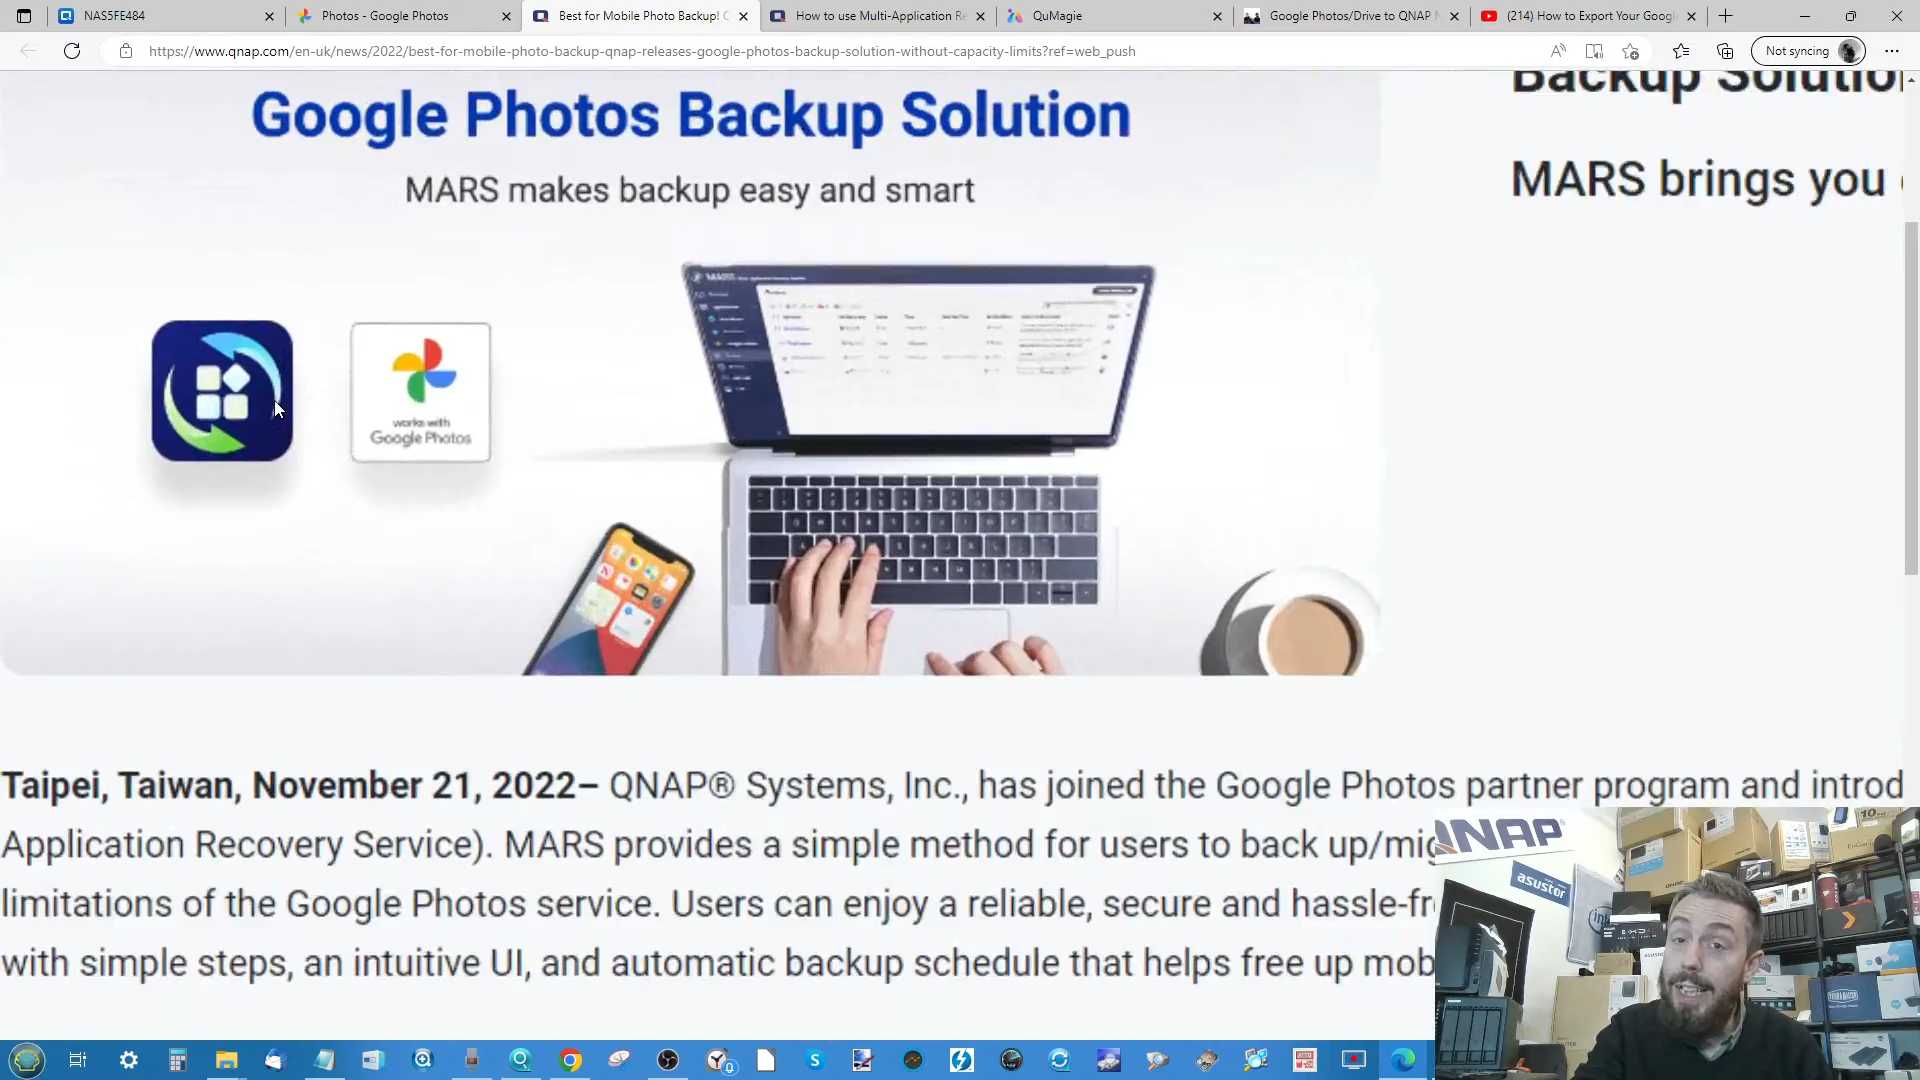 NAS5FE484
Photos - Google Photos
Best for Mobile Photo Backup!
How to use Multi-Application Re
QuMagie
Google Photos/Drive to QNAP N
(214) How to Export Your Googl
https://www.qnap.com/en-uk/news/2022/best-for-mobile-photo-backup-qnap-releases-google-photos-backup-solution-without-capacity-limits?ref=web_push
Not syncing
Google Photos Backup Solution
MARS makes backup easy and smart
works with
Google Photos
Backup Solution
MARS brings you
Taipei, Taiwan, November 21, 2022– QNAP® Systems, Inc., has joined the Google Photos partner program and introd
Application Recovery Service). MARS provides a simple method for users to back up/mig
limitations of the Google Photos service. Users can enjoy a reliable, secure and hassle-fr
with simple steps, an intuitive UI, and automatic backup schedule that helps free up mob
QNAP
asustor
intel